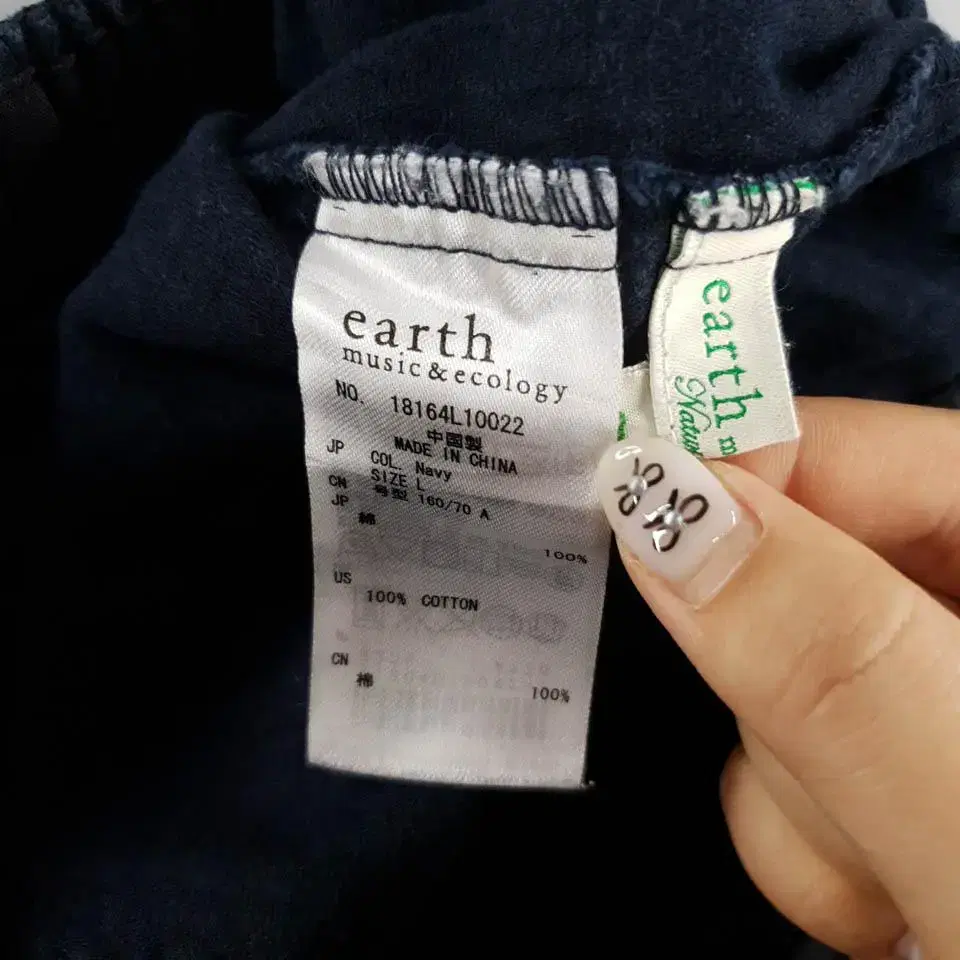 earth
music&ecology
NO. 18164L10022
中国製
MADE IN CHINA
JP COL. Navy
SIZE L
CN 号型 160/70 A
JP
綿 100%
US
100% COTTON
CN
棉 100%
earth m
Natu